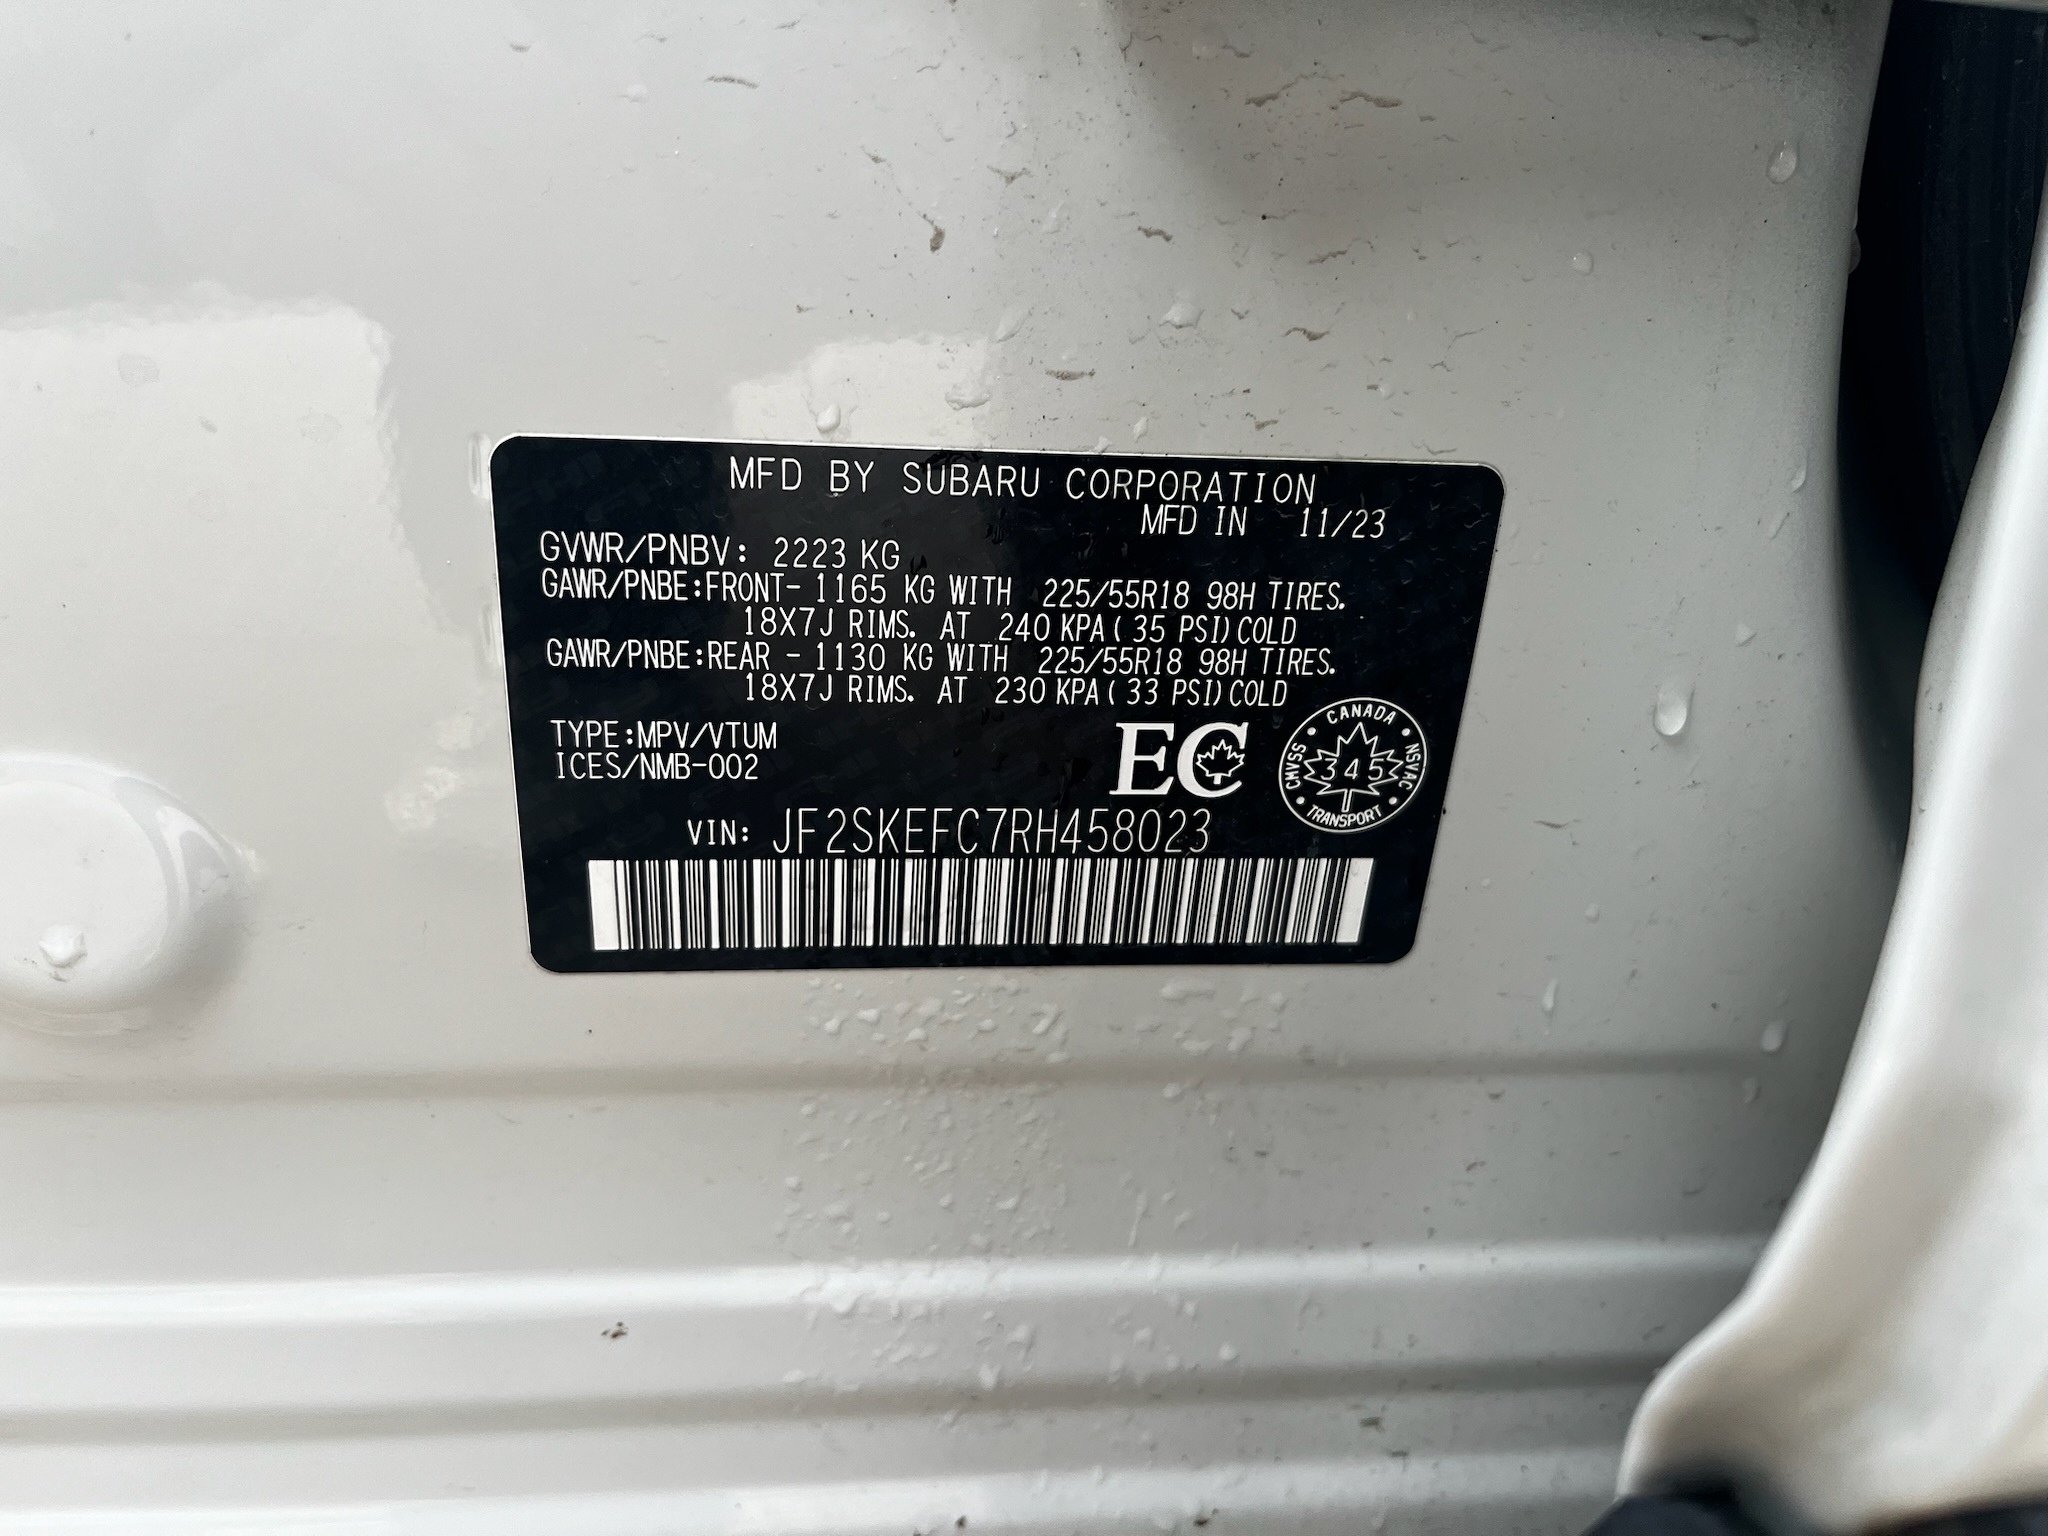 MFD BY SUBARU CORPORATION
MFD IN 11/23
GVWR/PNBV: 2223 KG
GAWR/PNBE:FRONT- 1165 KG WITH 225/55R18 98H TIRES.
18X7J RIMS. AT 240 KPA(35 PSI)COLD
GAWR/PNBE:REAR - 1130 KG WITH 225/55R18 98H TIRES.
18X7J RIMS. AT 230 KPA(33 PSI)COLD
TYPE:MPV/VTUM
ICES/NMB-002
EC
CANADA
CMVSS
345
NSVAC
TRANSPORT
VIN: JF2SKEFC7RH458023